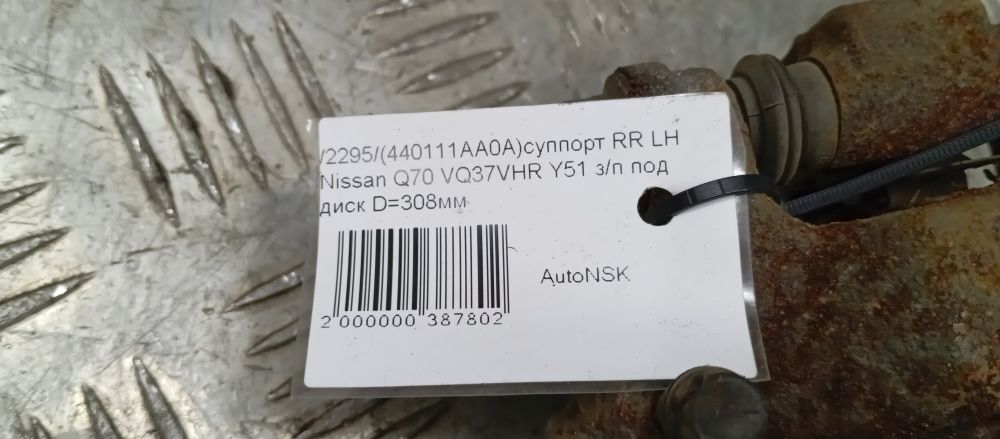 /2295/(440111AA0A)суппорт RR LH
Nissan Q70 VQ37VHR Y51 з/п под
диск D=308мм
AutoNSK
2 000000 387802